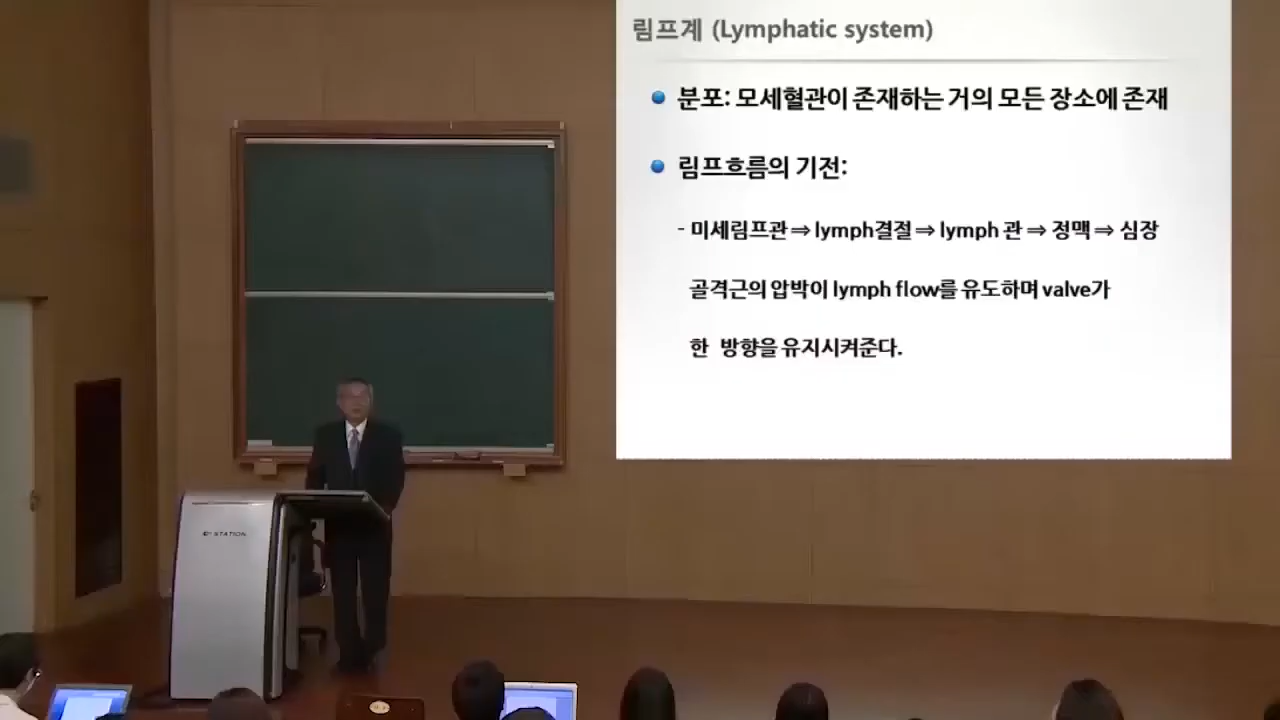 림프계 (Lymphatic system)
분포: 모세혈관이 존재하는 거의 모든 장소에 존재
림프흐름의 기전:
- 미세림프관 ⇒ lymph결절 ⇒ lymph 관 ⇒ 정맥 ⇒ 심장
골격근의 압박이 lymph flow를 유도하며 valve가
한 방향을 유지시켜준다.
STATION